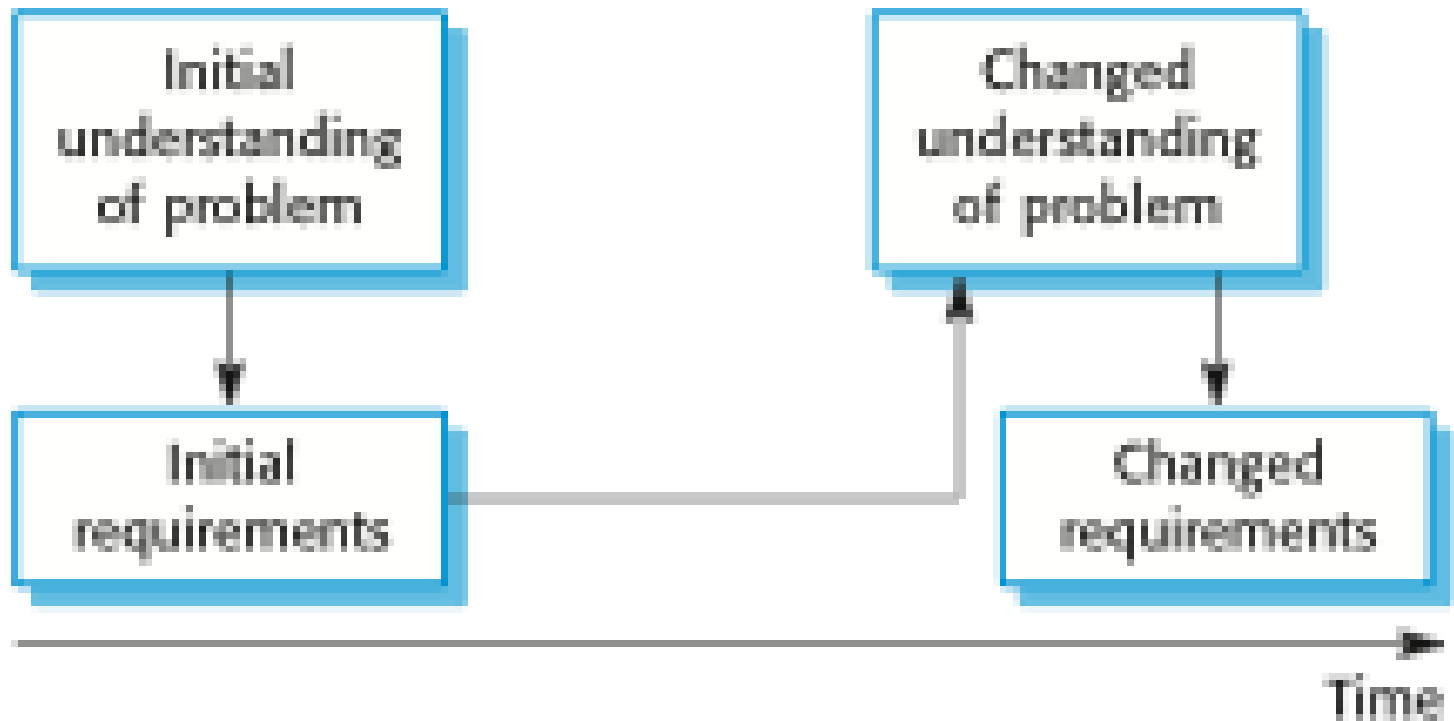 Initial
understanding
of problem
Changed
understanding
of problem
Initial
requirements
Changed
requirements
Time